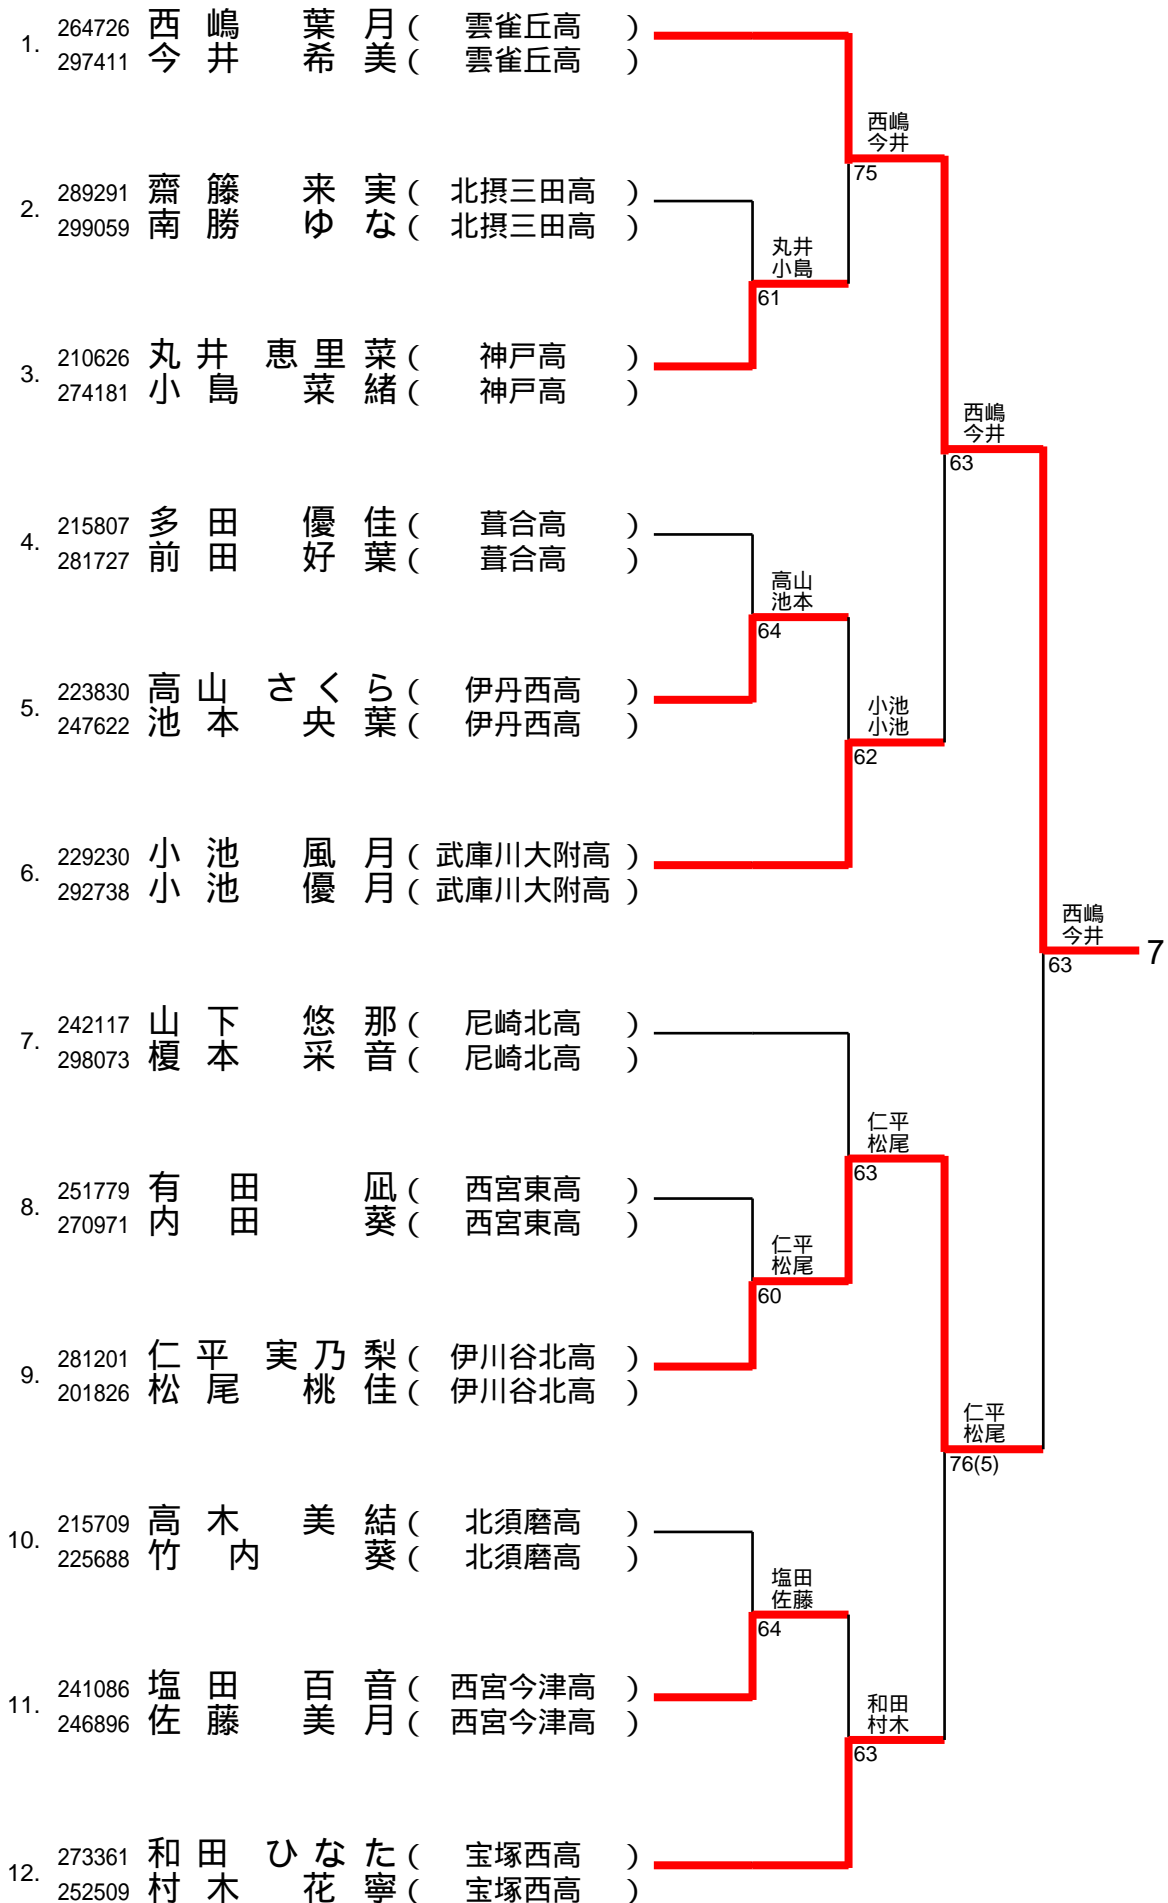 1. 264726 西嶋 葉月 ( 雲雀丘高 )
297411 今井 希美 ( 雲雀丘高 )
西嶋
今井
75
2. 289291 齋籐 来実 ( 北摂三田高 )
299059 南勝 ゆな ( 北摂三田高 )
丸井
小島
61
3. 210626 丸井 恵里菜 ( 神戸高 )
274181 小島 菜緒 ( 神戸高 )
西嶋
今井
63
4. 215807 多田 優佳 ( 葺合高 )
281727 前田 好葉 ( 葺合高 )
高山
池本
64
5. 223830 高山 さくら ( 伊丹西高 )
247622 池本 央葉 ( 伊丹西高 )
小池
小池
62
6. 229230 小池 風月 ( 武庫川大附高 )
292738 小池 優月 ( 武庫川大附高 )
西嶋
今井
63
7
7. 242117 山下 悠那 ( 尼崎北高 )
298073 榎本 采音 ( 尼崎北高 )
仁平
松尾
63
8. 251779 有田 凪 ( 西宮東高 )
270971 内田 葵 ( 西宮東高 )
仁平
松尾
60
9. 281201 仁平 実乃梨 ( 伊川谷北高 )
201826 松尾 桃佳 ( 伊川谷北高 )
仁平
松尾
76(5)
10. 215709 高木 美結 ( 北須磨高 )
225688 竹内 葵 ( 北須磨高 )
塩田
佐藤
64
11. 241086 塩田 百音 ( 西宮今津高 )
246896 佐藤 美月 ( 西宮今津高 )
和田
村木
63
12. 273361 和田 ひなた ( 宝塚西高 )
252509 村木 花寧 ( 宝塚西高 )